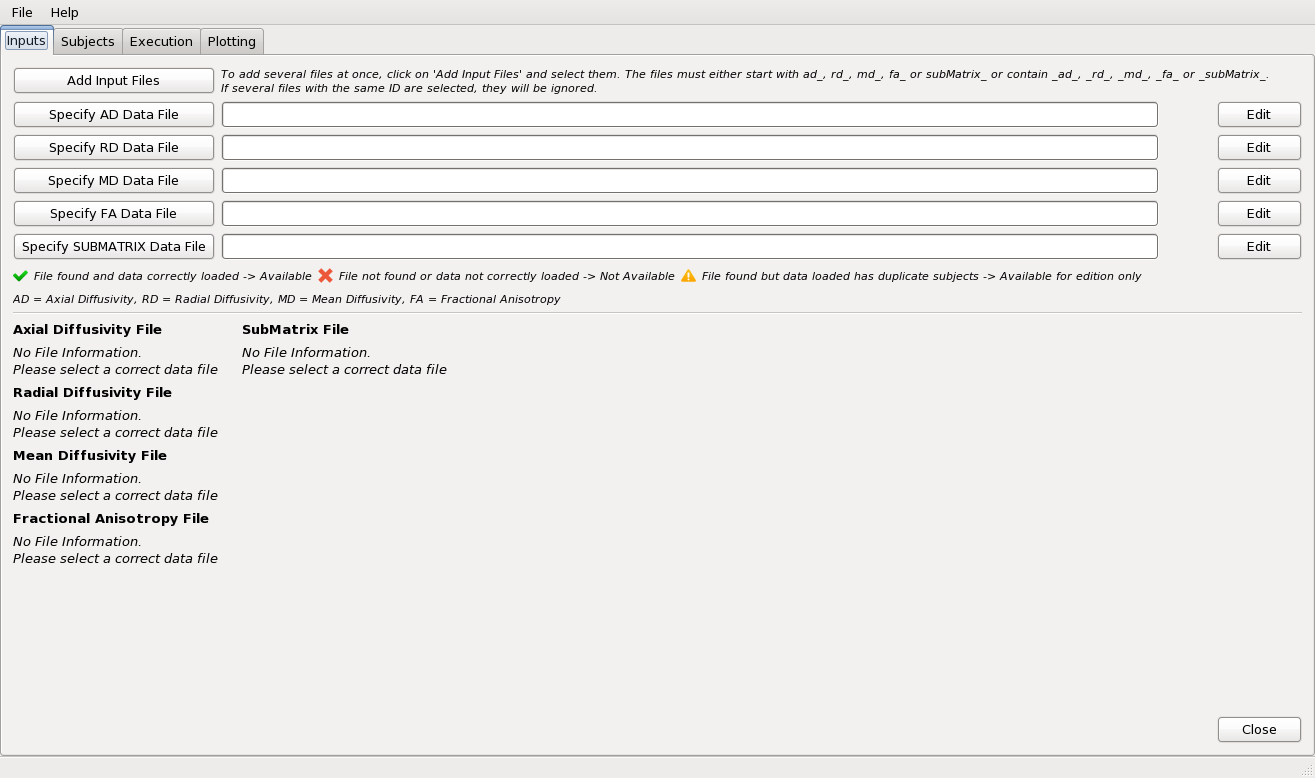 File Help
Inputs Subjects Execution Plotting
Add Input Files
To add several files at once, click on 'Add Input Files' and select them. The files must either start with ad_, rd_, md_, fa_ or subMatrix_ or contain _ad_, _rd_, _md_, _fa_ or _subMatrix_.
If several files with the same ID are selected, they will be ignored.
Specify AD Data File Edit
Specify RD Data File Edit
Specify MD Data File Edit
Specify FA Data File Edit
Specify SUBMATRIX Data File Edit
File found and data correctly loaded -> Available File not found or data not correctly loaded -> Not Available File found but data loaded has duplicate subjects -> Available for edition only
AD = Axial Diffusivity, RD = Radial Diffusivity, MD = Mean Diffusivity, FA = Fractional Anisotropy
Axial Diffusivity File
No File Information.
Please select a correct data file
SubMatrix File
No File Information.
Please select a correct data file
Radial Diffusivity File
No File Information.
Please select a correct data file
Mean Diffusivity File
No File Information.
Please select a correct data file
Fractional Anisotropy File
No File Information.
Please select a correct data file
Close